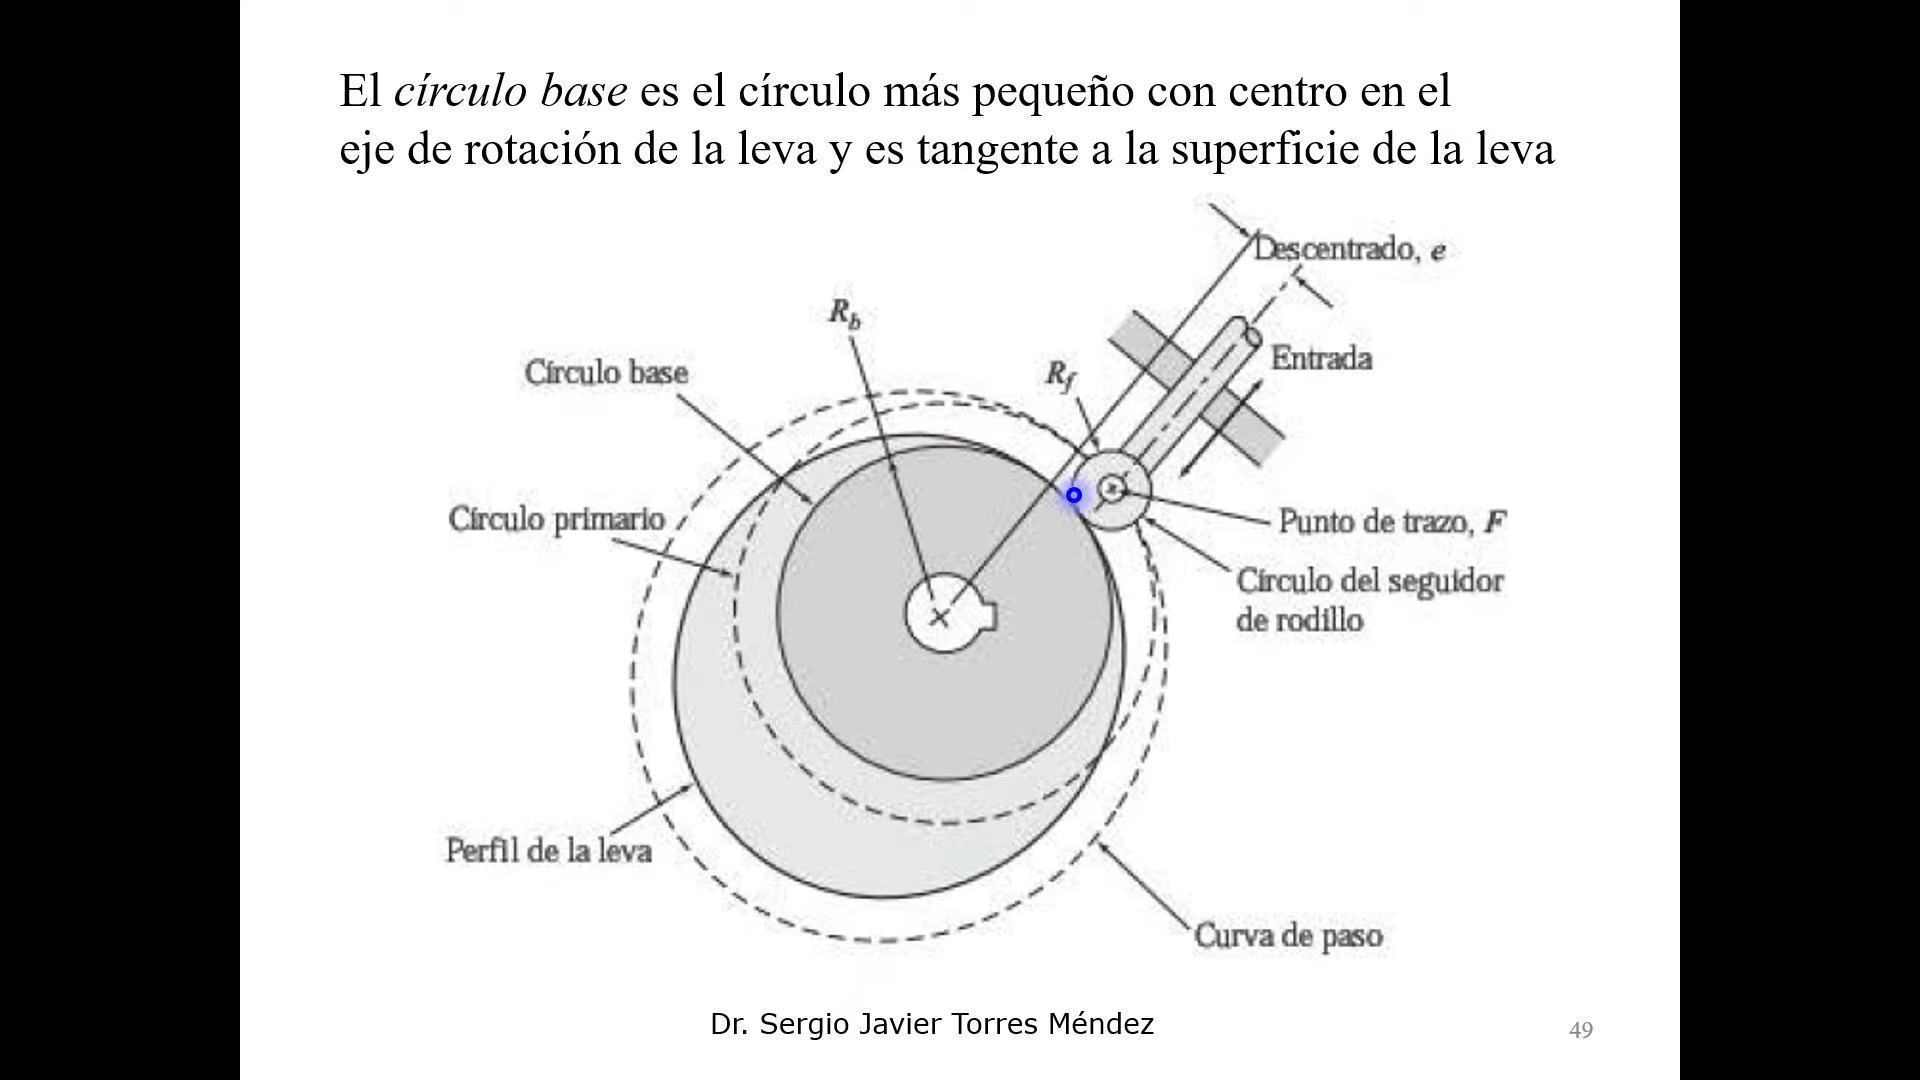 El círculo base es el círculo más pequeño con centro en el
eje de rotación de la leva y es tangente a la superficie de la leva
Descentrado, e
R_b
Entrada
Círculo base
R_f
Círculo primario
Punto de trazo, F
Círculo del seguidor
de rodillo
Perfil de la leva
Curva de paso
Dr. Sergio Javier Torres Méndez
49